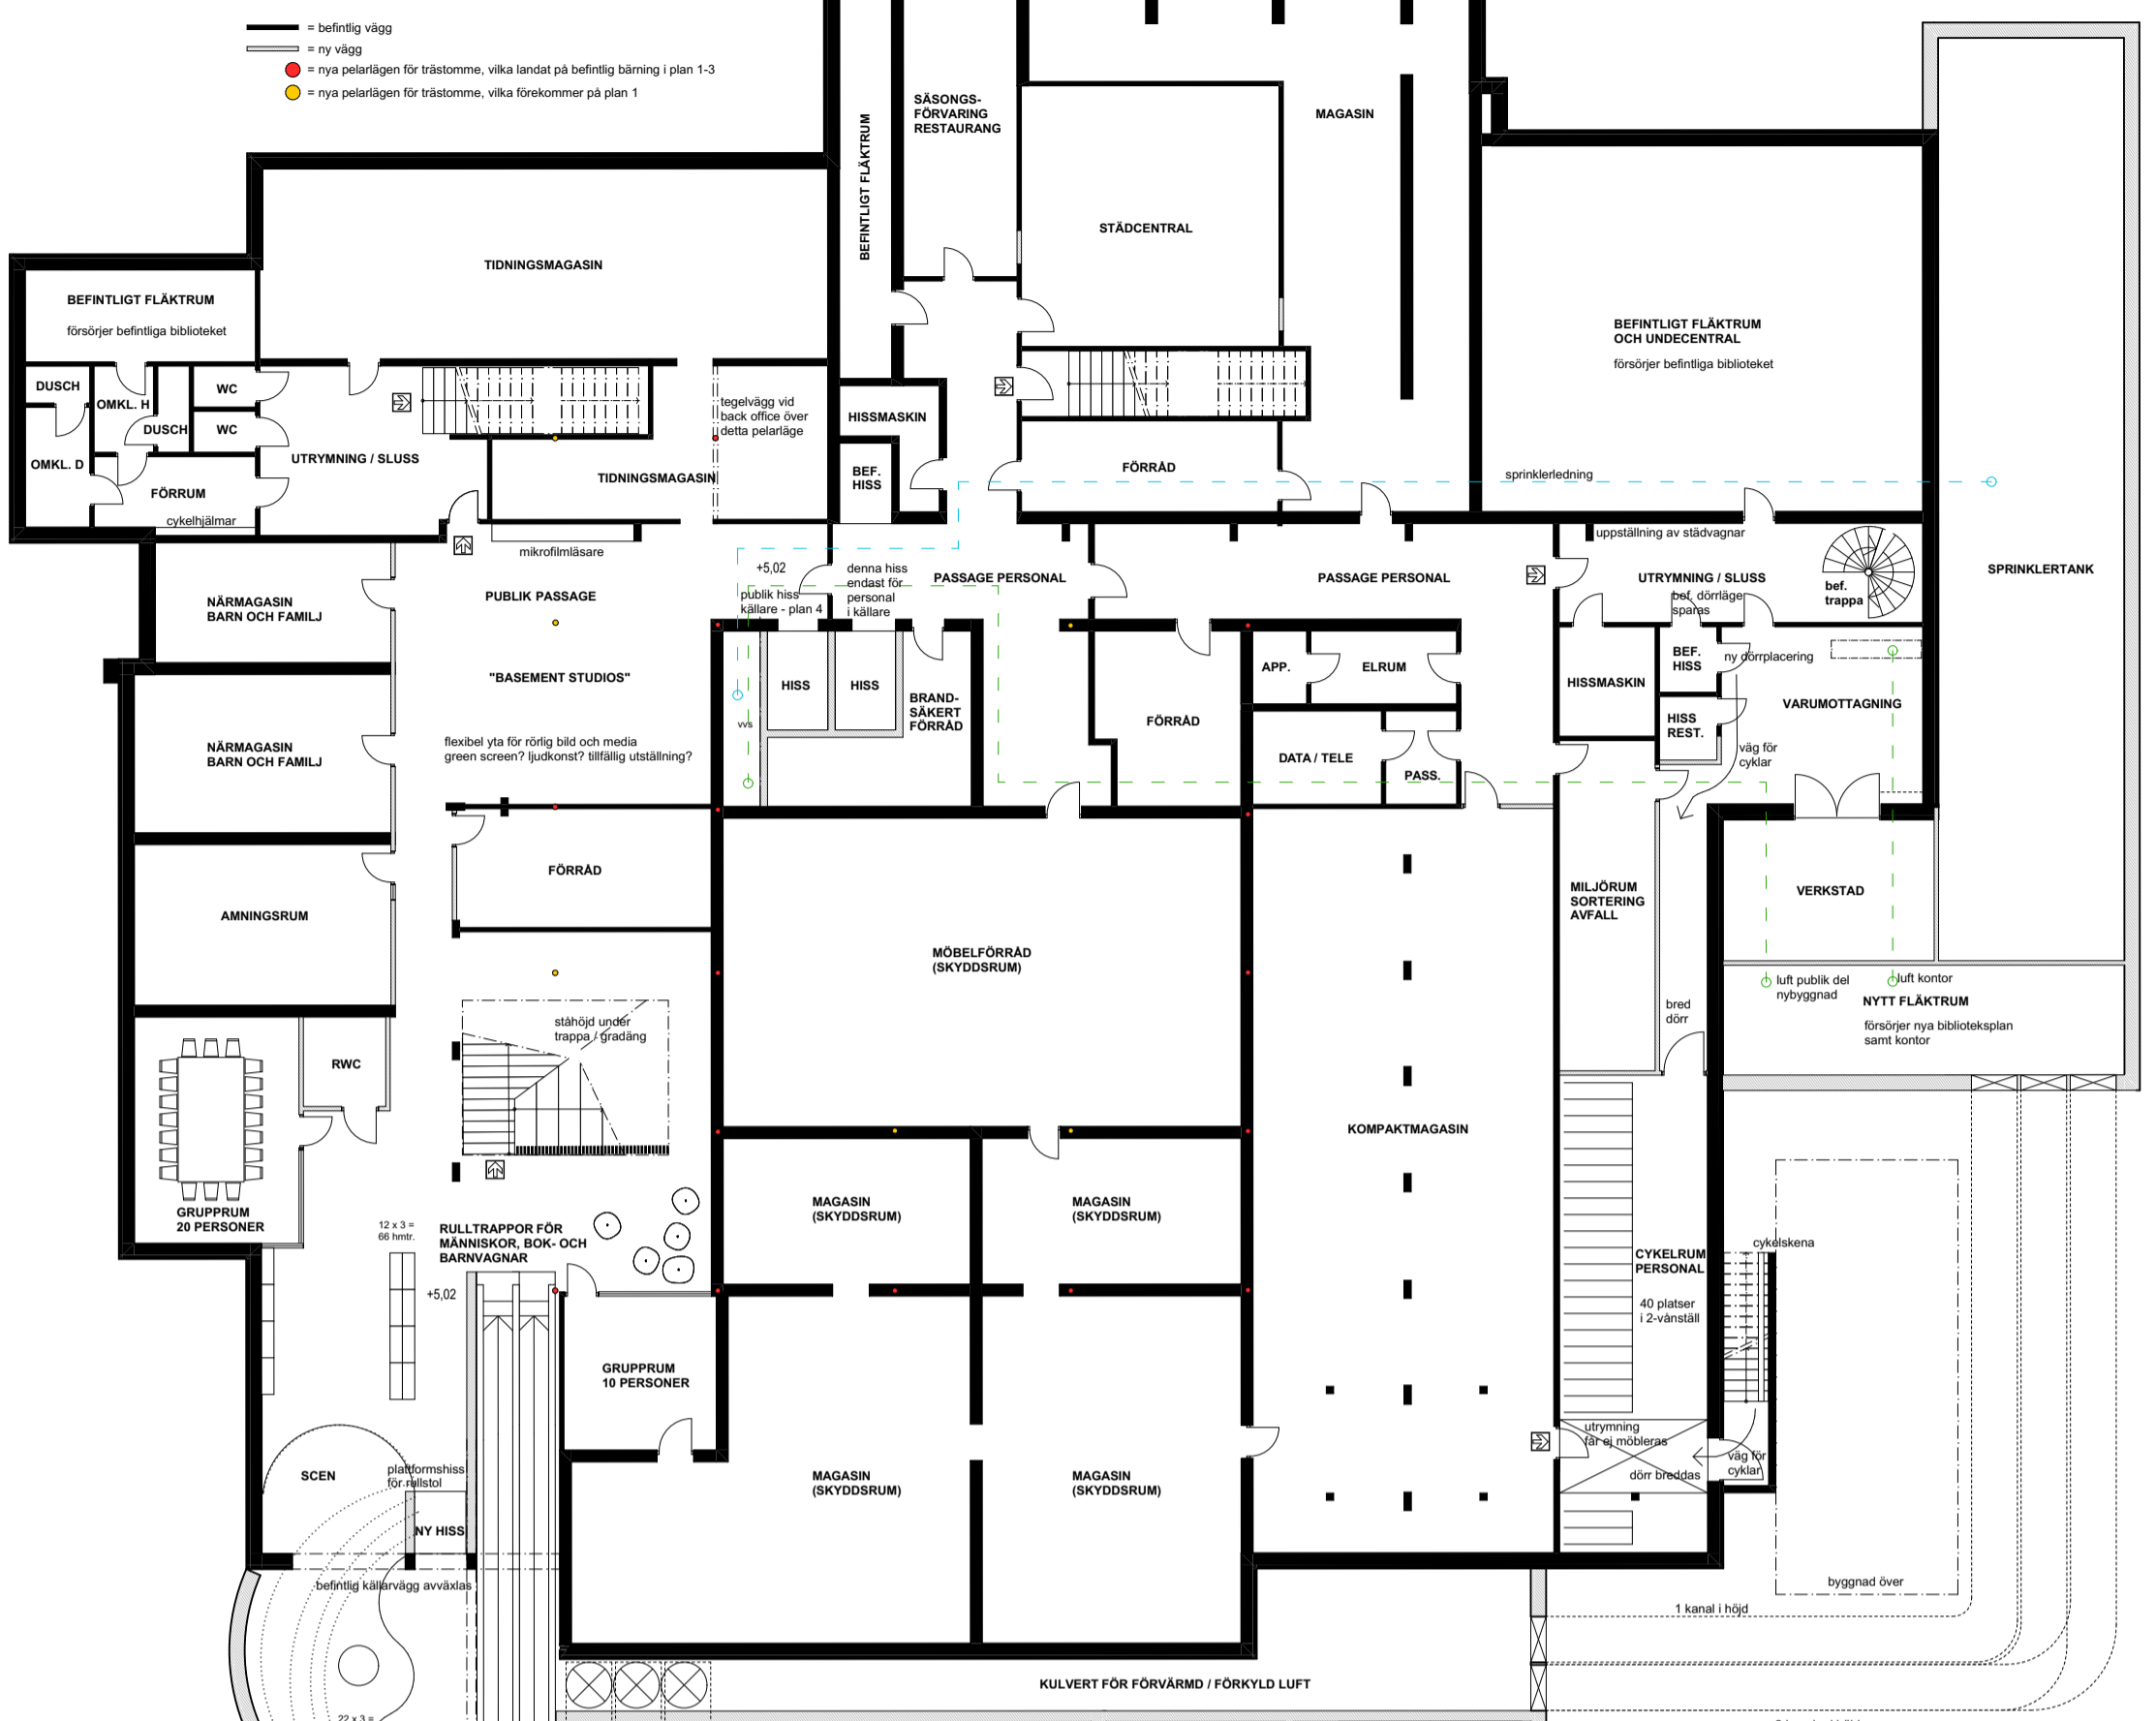 = befintlig vägg
= ny vägg
= nya pelarlägen för trästomme, vilka landat på befintlig bärning i plan 1-3
= nya pelarlägen för trästomme, vilka förekommer på plan 1
BEFINTLIGT FLÄKTRUM
SÄSONGS-
FÖRVARING
RESTAURANG
MAGASIN
STÄDCENTRAL
TIDNINGSMAGASIN
BEFINTLIGT FLÄKTRUM
försörjer befintliga biblioteket
BEFINTLIGT FLÄKTRUM
OCH UNDECENTRAL
försörjer befintliga biblioteket
DUSCH
OMKL. H
DUSCH
WC
WC
OMKL. D
FÖRRUM
cykelhjälmar
UTRYMNING / SLUSS
tegelvägg vid
back office över
detta pelarläge
TIDNINGSMAGASIN
HISSMASKIN
BEF.
HISS
FÖRRÅD
sprinklerledning
SPRINKLERTANK
mikrofilmläsare
uppställning av städvagnar
NÄRMAGASIN
BARN OCH FAMILJ
PUBLIK PASSAGE
+5,02
publik hiss
källare - plan 4
denna hiss
endast för
personal
i källare
PASSAGE PERSONAL
PASSAGE PERSONAL
UTRYMNING / SLUSS
bef. dörrläge
sparas
bef.
trappa
NÄRMAGASIN
BARN OCH FAMILJ
"BASEMENT STUDIOS"
flexibel yta för rörlig bild och media
green screen? ljudkonst? tillfällig utställning?
vvs
HISS
HISS
BRAND-
SÄKERT
FÖRRÅD
FÖRRÅD
APP.
ELRUM
DATA / TELE
PASS.
HISSMASKIN
BEF.
HISS
ny dörrplacering
HISS
REST.
VARUMOTTAGNING
väg för
cyklar
AMNINGSRUM
FÖRRÅD
MÖBELFÖRRÅD
(SKYDDSRUM)
MILJÖRUM
SORTERING
AVFALL
VERKSTAD
luft publik del
nybyggnad
luft kontor
NYTT FLÄKTRUM
försörjer nya biblioteksplan
samt kontor
bred
dörr
ståhöjd under
trappa / gradäng
RWC
KOMPAKTMAGASIN
GRUPPRUM
20 PERSONER
12 x 3 =
66 hmtr.
RULLTRAPPOR FÖR
MÄNNISKOR, BOK- OCH
BARNVAGNAR
+5,02
MAGASIN
(SKYDDSRUM)
MAGASIN
(SKYDDSRUM)
cykelskena
CYKELRUM
PERSONAL
40 platser
i 2-vånställ
GRUPPRUM
10 PERSONER
SCEN
plattformshiss
för rullstol
NY HISS
MAGASIN
(SKYDDSRUM)
MAGASIN
(SKYDDSRUM)
utrymning
får ej möbleras
dörr breddas
väg för
cyklar
befintlig källarvägg avväxlas
byggnad över
1 kanal i höjd
KULVERT FÖR FÖRVÄRMD / FÖRKYLD LUFT
22 x 3 =